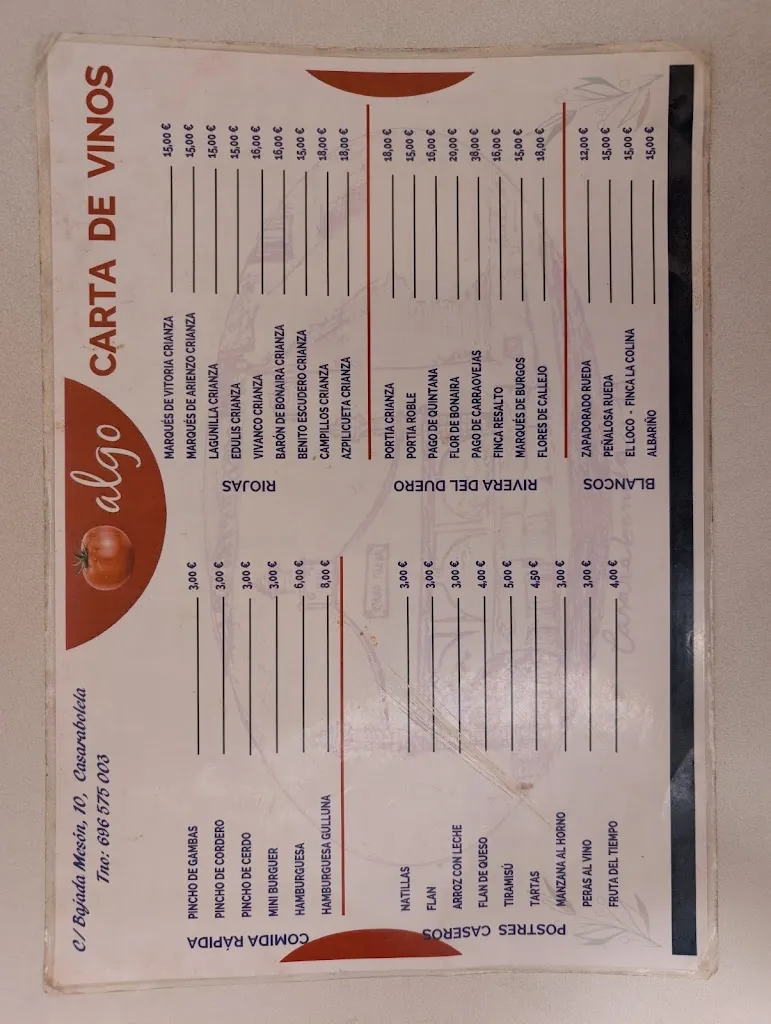 C/ Bajada Mesón, 10, Casarabolela
Tno: 696 575 003
algo
CARTA DE VINOS
COMIDA RÁPIDA
PINCHO DE GAMBAS 3,00 €
PINCHO DE CORDERO 3,00 €
PINCHO DE CERDO 3,00 €
MINI BURGUER 3,00 €
HAMBURGUESA 6,00 €
HAMBURGUESA GULLUNA 8,00 €
POSTRES CASEROS
NATILLAS 3,00 €
FLAN 3,00 €
ARROZ CON LECHE 3,00 €
FLAN DE QUESO 4,00 €
TIRAMISÚ 5,00 €
TARTAS 4,50 €
MANZANA AL HORNO 3,00 €
PERAS AL VINO 3,00 €
FRUTA DEL TIEMPO 4,00 €
RIOJAS
MARQUÉS DE VITORIA CRIANZA 15,00 €
MARQUÉS DE ARIENZO CRIANZA 15,00 €
LAGUNILLA CRIANZA 15,00 €
EDULIS CRIANZA 15,00 €
VIVANCO CRIANZA 16,00 €
BARÓN DE BONAIRA CRIANZA 16,00 €
BENITO ESCUDERO CRIANZA 15,00 €
CAMPILLOS CRIANZA 18,00 €
AZPILICUETA CRIANZA 18,00 €
RIVERA DEL DUERO
PORTIA CRIANZA 18,00 €
PORTIA ROBLE 15,00 €
PAGO DE QUINTANA 16,00 €
FLOR DE BONAIRA 20,00 €
PAGO DE CARRAOVEJAS 38,00 €
FINCA RESALTO 16,00 €
MARQUÉS DE BURGOS 15,00 €
FLORES DE CALLEJO 18,00 €
BLANCOS
ZAPADORADO RUEDA 12,00 €
PEÑALOSA RUEDA 15,00 €
EL LOCO - FINCA LA COLINA 15,00 €
ALBARIÑO 15,00 €